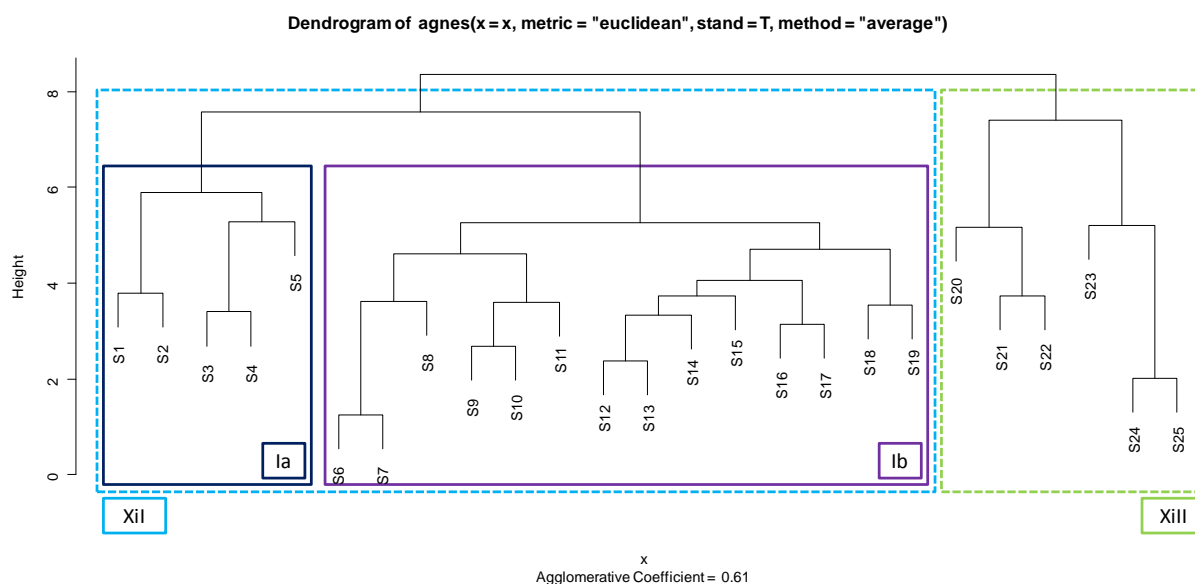 Dendrogram of agnes(x = x, metric = "euclidean", stand = T, method = "average")
Height
8
6
4
2
0
S1
S2
S3
S4
S5
S6
S7
S8
S9
S10
S11
S12
S13
S14
S15
S16
S17
S18
S19
S20
S21
S22
S23
S24
S25
Ia
Ib
XiI
XiII
x
Agglomerative Coefficient = 0.61